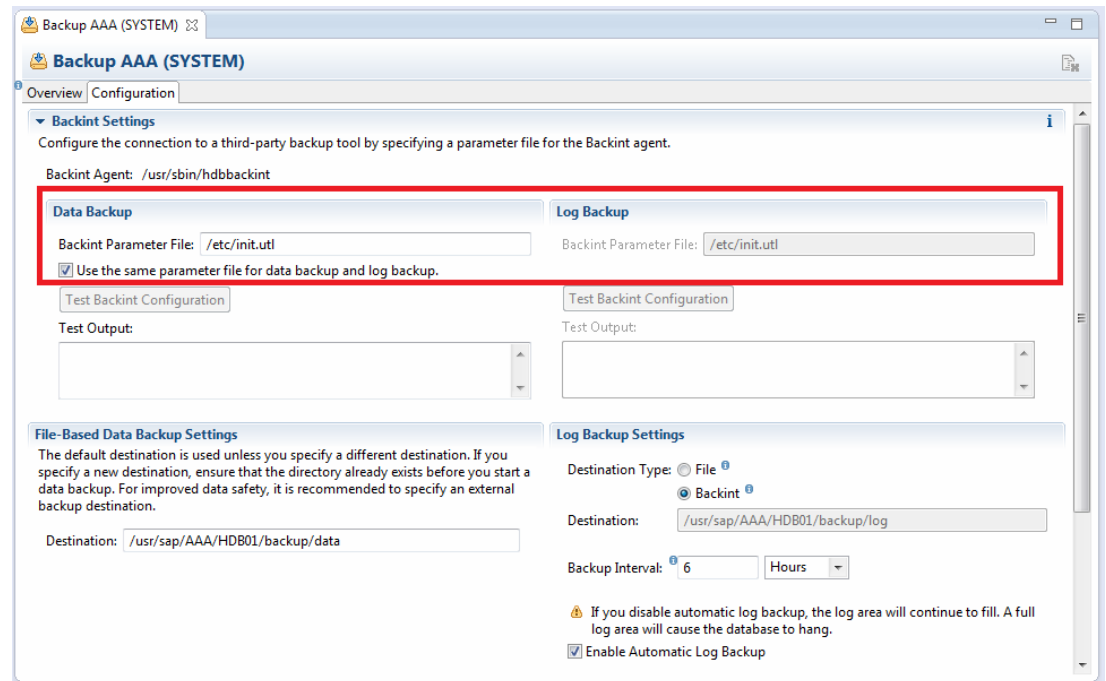 Backup AAA (SYSTEM)
Backup AAA (SYSTEM)
Overview
Configuration
Backint Settings
Configure the connection to a third-party backup tool by specifying a parameter file for the Backint agent.
Backint Agent: /usr/sbin/hdbbackint
Data Backup
Backint Parameter File: /etc/init.utl
Use the same parameter file for data backup and log backup.
Test Backint Configuration
Test Output:
Log Backup
Backint Parameter File: /etc/init.utl
Test Backint Configuration
Test Output:
File-Based Data Backup Settings
The default destination is used unless you specify a different destination. If you
specify a new destination, ensure that the directory already exists before you start a
data backup. For improved data safety, it is recommended to specify an external
backup destination.
Destination: /usr/sap/AAA/HDB01/backup/data
Log Backup Settings
Destination Type: File
Backint
Destination: /usr/sap/AAA/HDB01/backup/log
Backup Interval: 6 Hours
If you disable automatic log backup, the log area will continue to fill. A full
log area will cause the database to hang.
Enable Automatic Log Backup